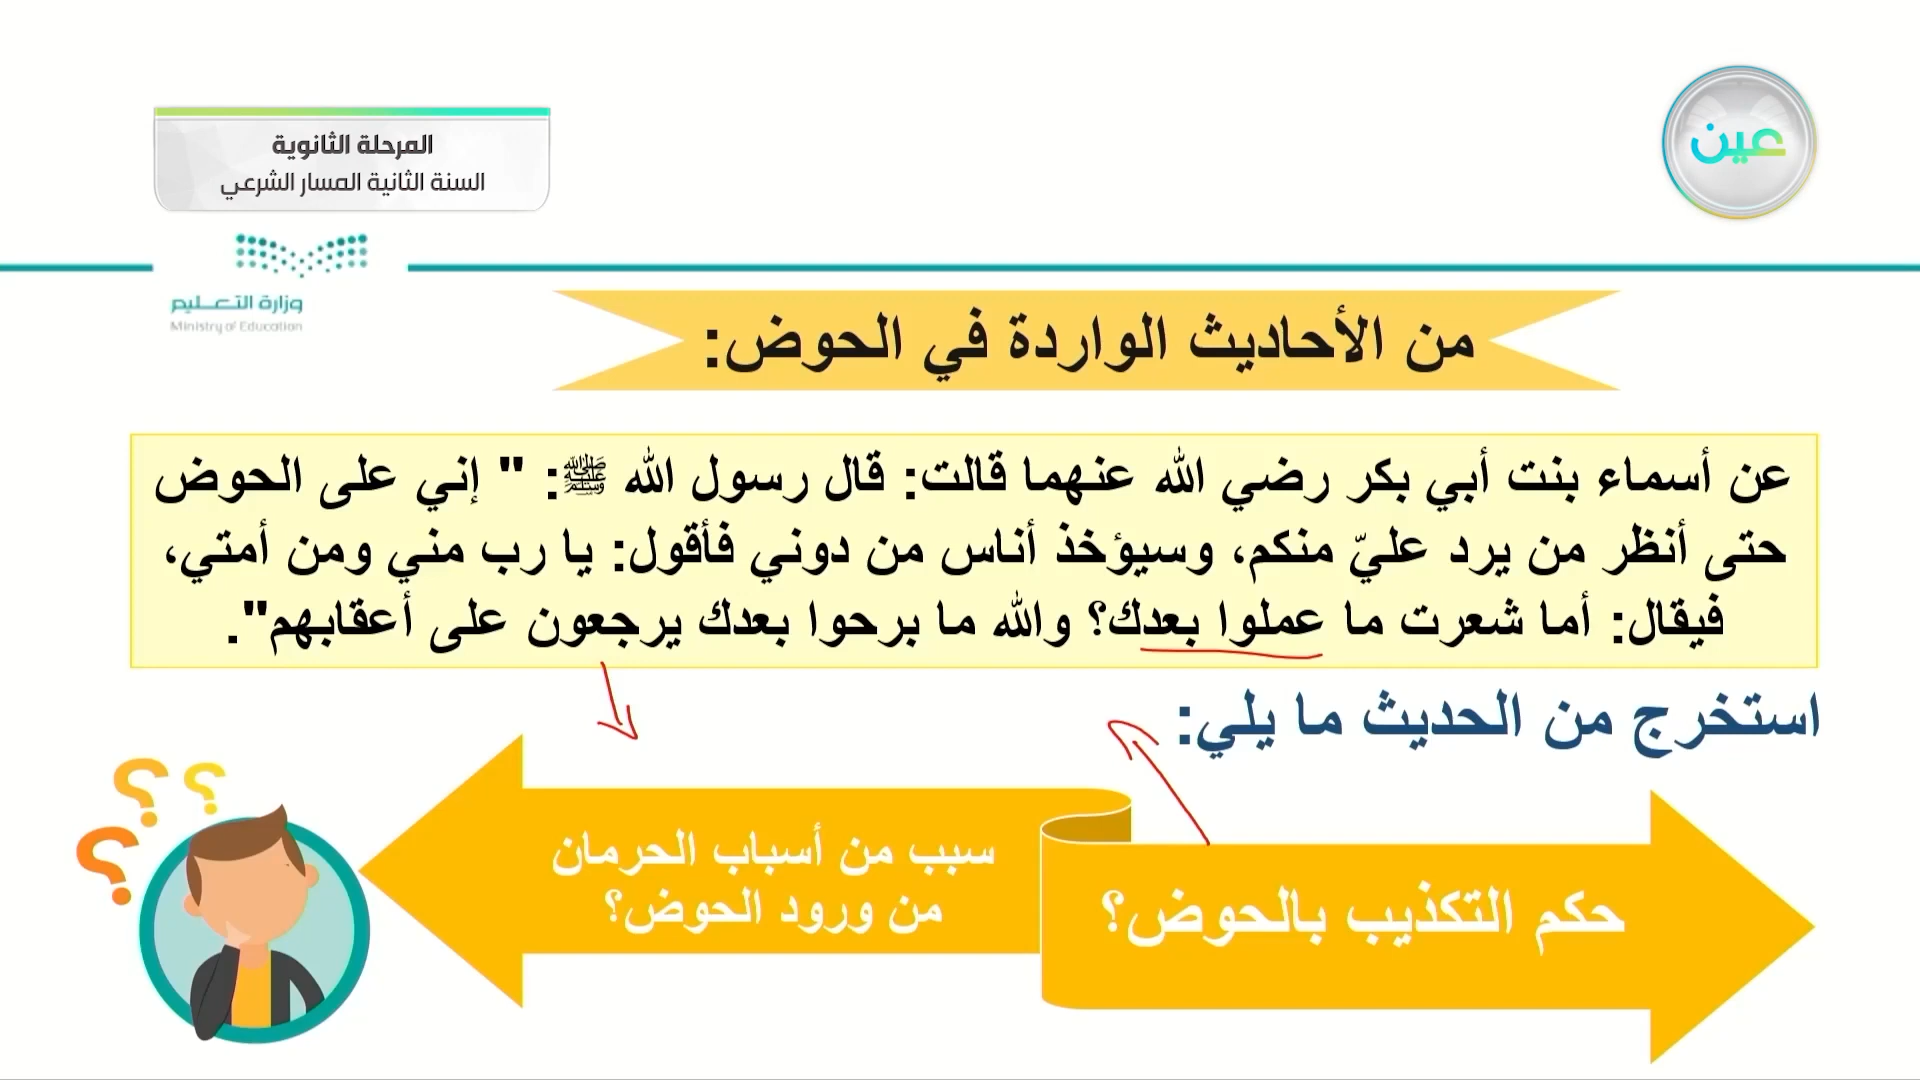 عين
المرحلة الثانوية
السنة الثانية المسار الشرعي
وزارة التعـــليم
Ministry of Education
من الأحاديث الواردة في الحوض:
عن أسماء بنت أبي بكر رضي الله عنهما قالت: قال رسول الله ﷺ: " إني على الحوض
حتى أنظر من يرد عليّ منكم، وسيؤخذ أناس من دوني فأقول: يا رب مني ومن أمتي،
فيقال: أما شعرت ما عملوا بعدك؟ والله ما برحوا بعدك يرجعون على أعقابهم".
استخرج من الحديث ما يلي:
حكم التكذيب بالحوض؟
سبب من أسباب الحرمان
من ورود الحوض؟
؟
؟
؟